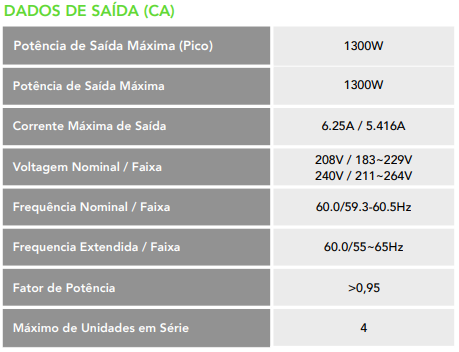 DADOS DE SAÍDA (CA)
Potência de Saída Máxima (Pico) 1300W
Potência de Saída Máxima 1300W
Corrente Máxima de Saída 6.25A / 5.416A
Voltagem Nominal / Faixa 208V / 183~229V
240V / 211~264V
Frequência Nominal / Faixa 60.0/59.3-60.5Hz
Frequencia Extendida / Faixa 60.0/55~65Hz
Fator de Potência >0,95
Máximo de Unidades em Série 4